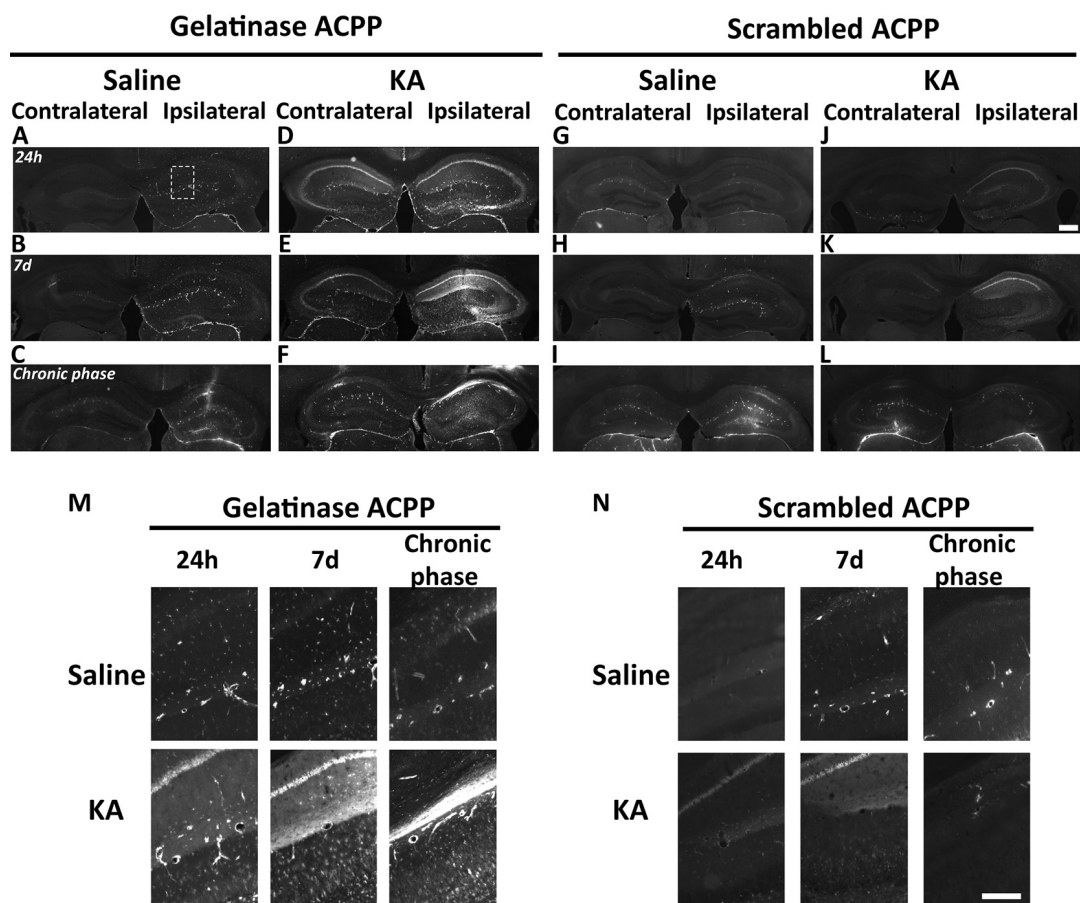 Gelatinase ACPP Scrambled ACPP
Saline KA Saline KA
Contralateral Ipsilateral Contralateral Ipsilateral Contralateral Ipsilateral Contralateral Ipsilateral
A D G J
24h
B E H K
7d
C F I L
Chronic phase
M Gelatinase ACPP N Scrambled ACPP
24h 7d Chronic phase 24h 7d Chronic phase
Saline Saline
KA KA